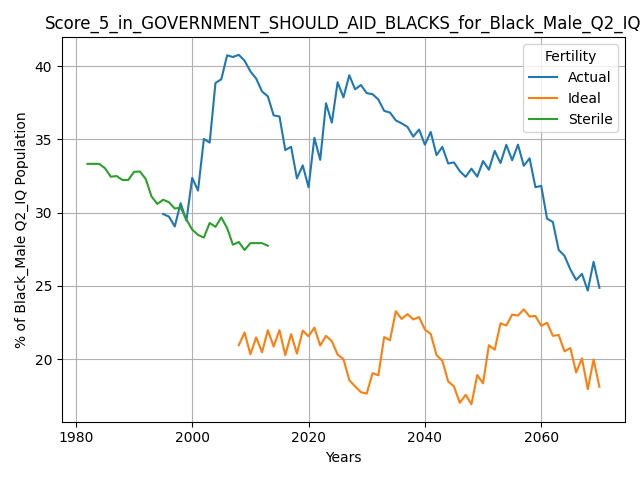 Score_5_in_GOVERNMENT_SHOULD_AID_BLACKS_for_Black_Male_Q2_IQ
% of Black_Male Q2_IQ Population
40
35
30
25
20
Fertility
Actual
Ideal
Sterile
1980
2000
2020
2040
2060
Years